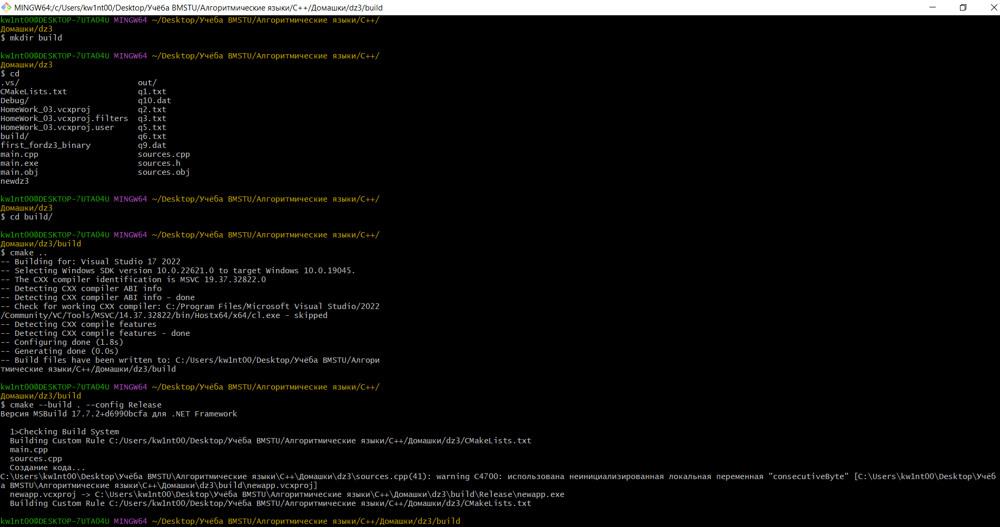 MINGW64:/c/Users/kw1nt00/Desktop/Учёба BMSTU/Алгоритмические языки/C++/Домашки/dz3/build
kw1nt00@DESKTOP-7UTA04U MINGW64 ~/Desktop/Учёба BMSTU/Алгоритмические языки/C++/
Домашки/dz3
$ mkdir build
kw1nt00@DESKTOP-7UTA04U MINGW64 ~/Desktop/Учёба BMSTU/Алгоритмические языки/C++/
Домашки/dz3
$ cd
.vs/ out/
CMakeLists.txt q1.txt
Debug/ q10.dat
HomeWork_03.vcxproj q2.txt
HomeWork_03.vcxproj.filters q3.txt
HomeWork_03.vcxproj.user q5.txt
build/ q6.txt
first_fordz3_binary q9.dat
main.cpp sources.cpp
main.exe sources.h
main.obj sources.obj
newdz3
kw1nt00@DESKTOP-7UTA04U MINGW64 ~/Desktop/Учёба BMSTU/Алгоритмические языки/C++/
Домашки/dz3
$ cd build/
kw1nt00@DESKTOP-7UTA04U MINGW64 ~/Desktop/Учёба BMSTU/Алгоритмические языки/C++/
Домашки/dz3/build
$ cmake ..
-- Building for: Visual Studio 17 2022
-- Selecting Windows SDK version 10.0.22621.0 to target Windows 10.0.19045.
-- The CXX compiler identification is MSVC 19.37.32822.0
-- Detecting CXX compiler ABI info
-- Detecting CXX compiler ABI info - done
-- Check for working CXX compiler: C:/Program Files/Microsoft Visual Studio/2022
/Community/VC/Tools/MSVC/14.37.32822/bin/Hostx64/x64/cl.exe - skipped
-- Detecting CXX compile features
-- Detecting CXX compile features - done
-- Configuring done (1.8s)
-- Generating done (0.0s)
-- Build files have been written to: C:/Users/kw1nt00/Desktop/Учёба BMSTU/Алгори
тмические языки/C++/Домашки/dz3/build
kw1nt00@DESKTOP-7UTA04U MINGW64 ~/Desktop/Учёба BMSTU/Алгоритмические языки/C++/
Домашки/dz3/build
$ cmake --build . --config Release
Версия MSBuild 17.7.2+d6990bcfa для .NET Framework
1>Checking Build System
Building Custom Rule C:/Users/kw1nt00/Desktop/Учёба BMSTU/Алгоритмические языки/C++/Домашки/dz3/CMakeLists.txt
main.cpp
sources.cpp
Создание кода...
C:\Users\kw1nt00\Desktop\Учёба BMSTU\Алгоритмические языки\C++\Домашки\dz3\sources.cpp(41): warning C4700: использована неинициализированная локальная переменная "consecutiveByte" [C:\Users\kw1nt00\Desktop\Учёб
а BMSTU\Алгоритмические языки\C++\Домашки\dz3\build\newapp.vcxproj]
newapp.vcxproj -> C:\Users\kw1nt00\Desktop\Учёба BMSTU\Алгоритмические языки\C++\Домашки\dz3\build\Release\newapp.exe
Building Custom Rule C:/Users/kw1nt00/Desktop/Учёба BMSTU/Алгоритмические языки/C++/Домашки/dz3/CMakeLists.txt
kw1nt00@DESKTOP-7UTA04U MINGW64 ~/Desktop/Учёба BMSTU/Алгоритмические языки/C++/Домашки/dz3/build